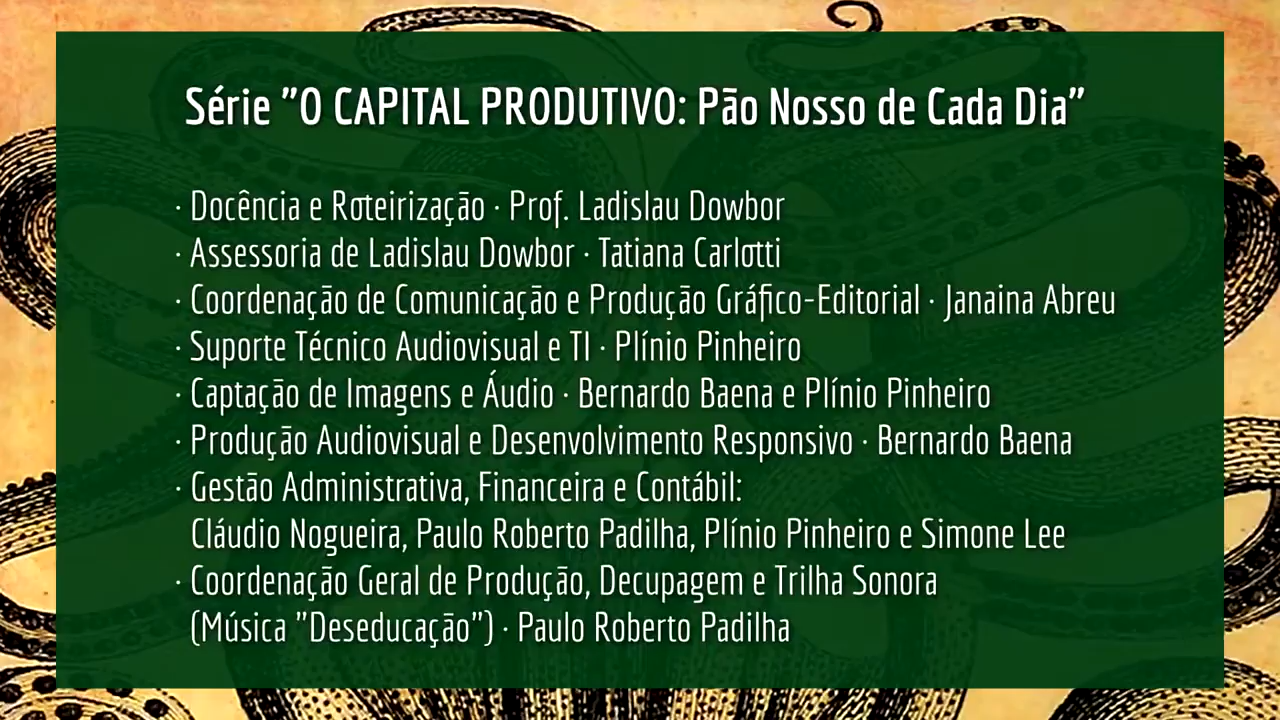 Série "O CAPITAL PRODUTIVO: Pão Nosso de Cada Dia"
· Docência e Roteirização · Prof. Ladislau Dowbor
· Assessoria de Ladislau Dowbor · Tatiana Carlotti
· Coordenação de Comunicação e Produção Gráfico-Editorial · Janaina Abreu
· Suporte Técnico Audiovisual e TI · Plínio Pinheiro
· Captação de Imagens e Áudio · Bernardo Baena e Plínio Pinheiro
· Produção Audiovisual e Desenvolvimento Responsivo · Bernardo Baena
· Gestão Administrativa, Financeira e Contábil:
Cláudio Nogueira, Paulo Roberto Padilha, Plínio Pinheiro e Simone Lee
· Coordenação Geral de Produção, Decupagem e Trilha Sonora
(Música "Deseducação") · Paulo Roberto Padilha